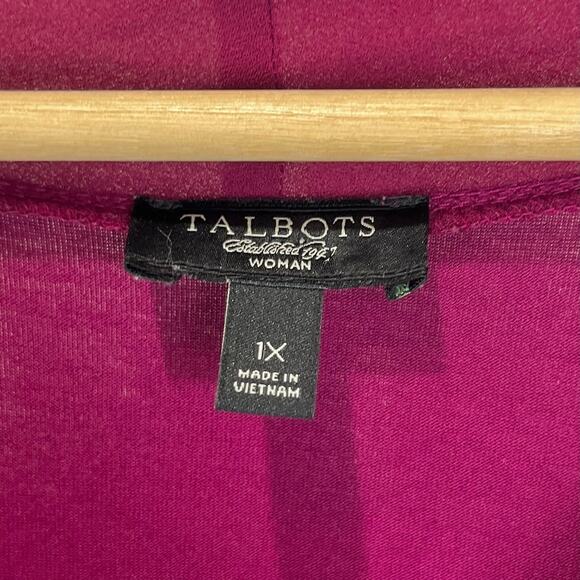 TALBOTS
Established 1947
WOMAN
1X
MADE IN
VIETNAM